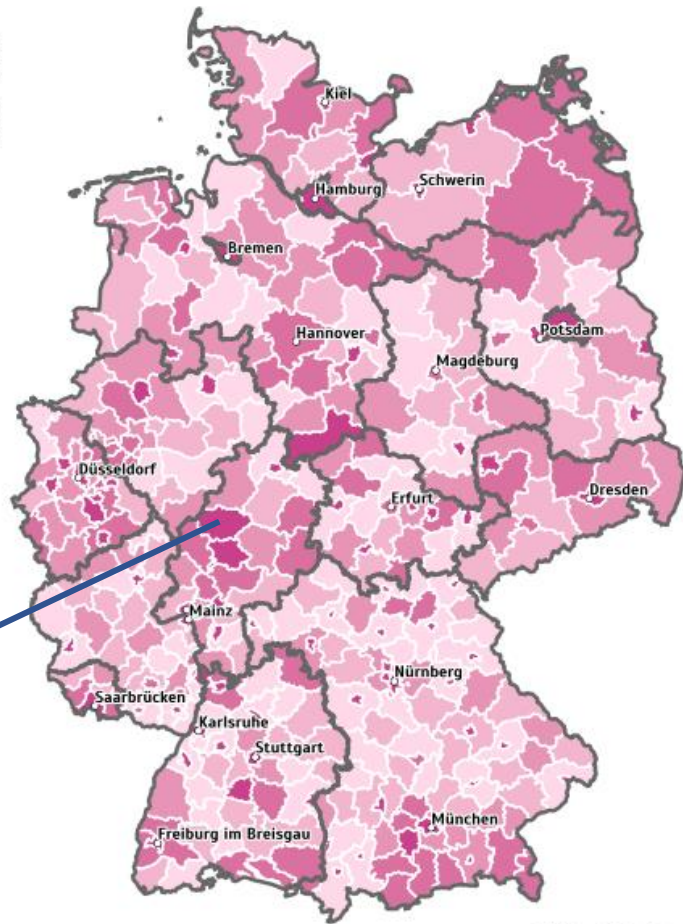 Kiel
Schwerin
Hamburg
Bremen
Hannover
Potsdam
Magdeburg
Düsseldorf
Erfurt
Dresden
Mainz
Nürnberg
Saarbrücken
Karlsruhe
Stuttgart
München
Freiburg im Breisgau